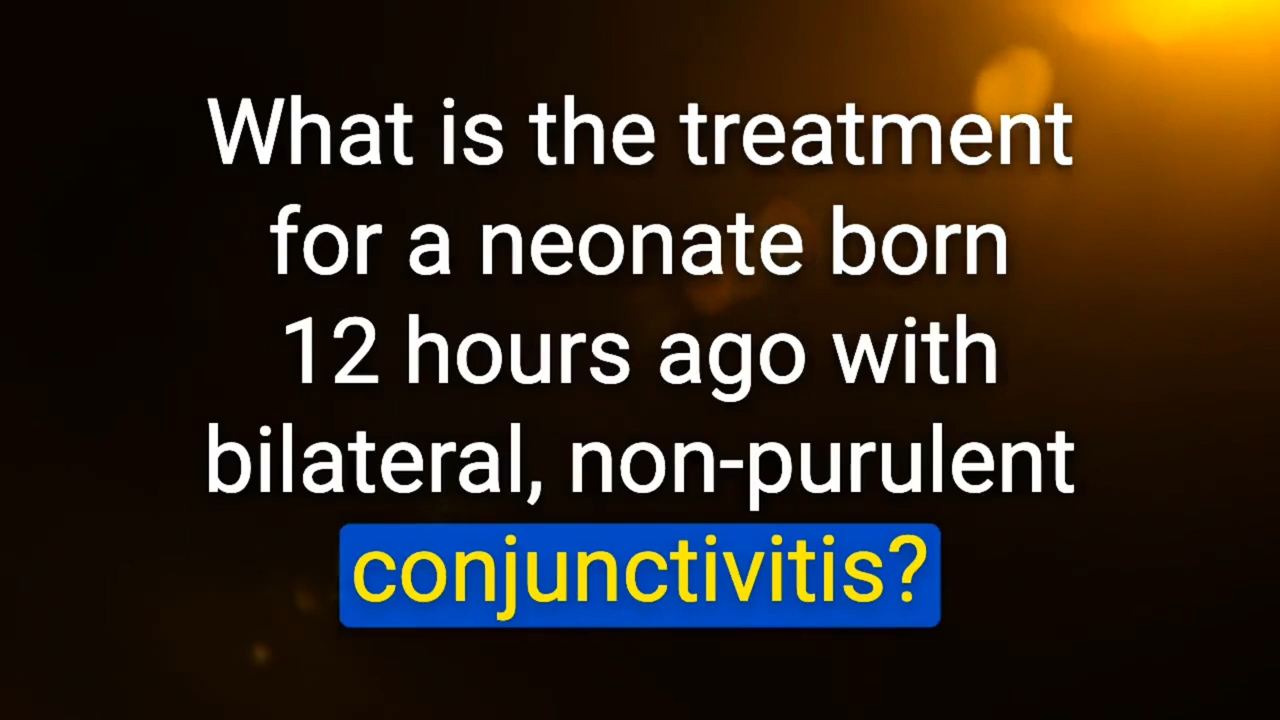 What is the treatment
for a neonate born
12 hours ago with
bilateral, non-purulent
conjunctivitis?